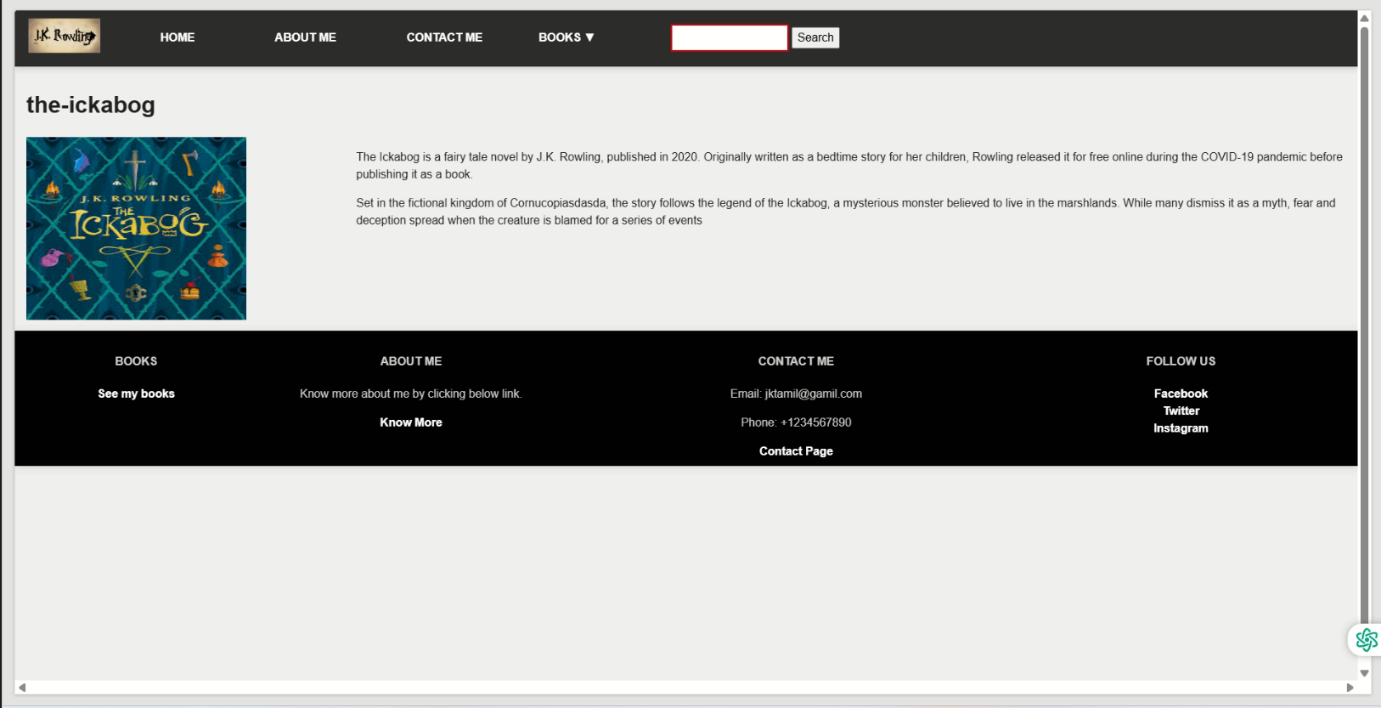 J.K. Rowling HOME ABOUT ME CONTACT ME BOOKS ▼ Search
the-ickabog
J.K. ROWLING
THE
ICKABOG
The Ickabog is a fairy tale novel by J.K. Rowling, published in 2020. Originally written as a bedtime story for her children, Rowling released it for free online during the COVID-19 pandemic before
publishing it as a book.
Set in the fictional kingdom of Cornucopiasdasda, the story follows the legend of the Ickabog, a mysterious monster believed to live in the marshlands. While many dismiss it as a myth, fear and
deception spread when the creature is blamed for a series of events
BOOKS
See my books
ABOUT ME
Know more about me by clicking below link.
Know More
CONTACT ME
Email: jktamil@gamil.com
Phone: +1234567890
Contact Page
FOLLOW US
Facebook
Twitter
Instagram